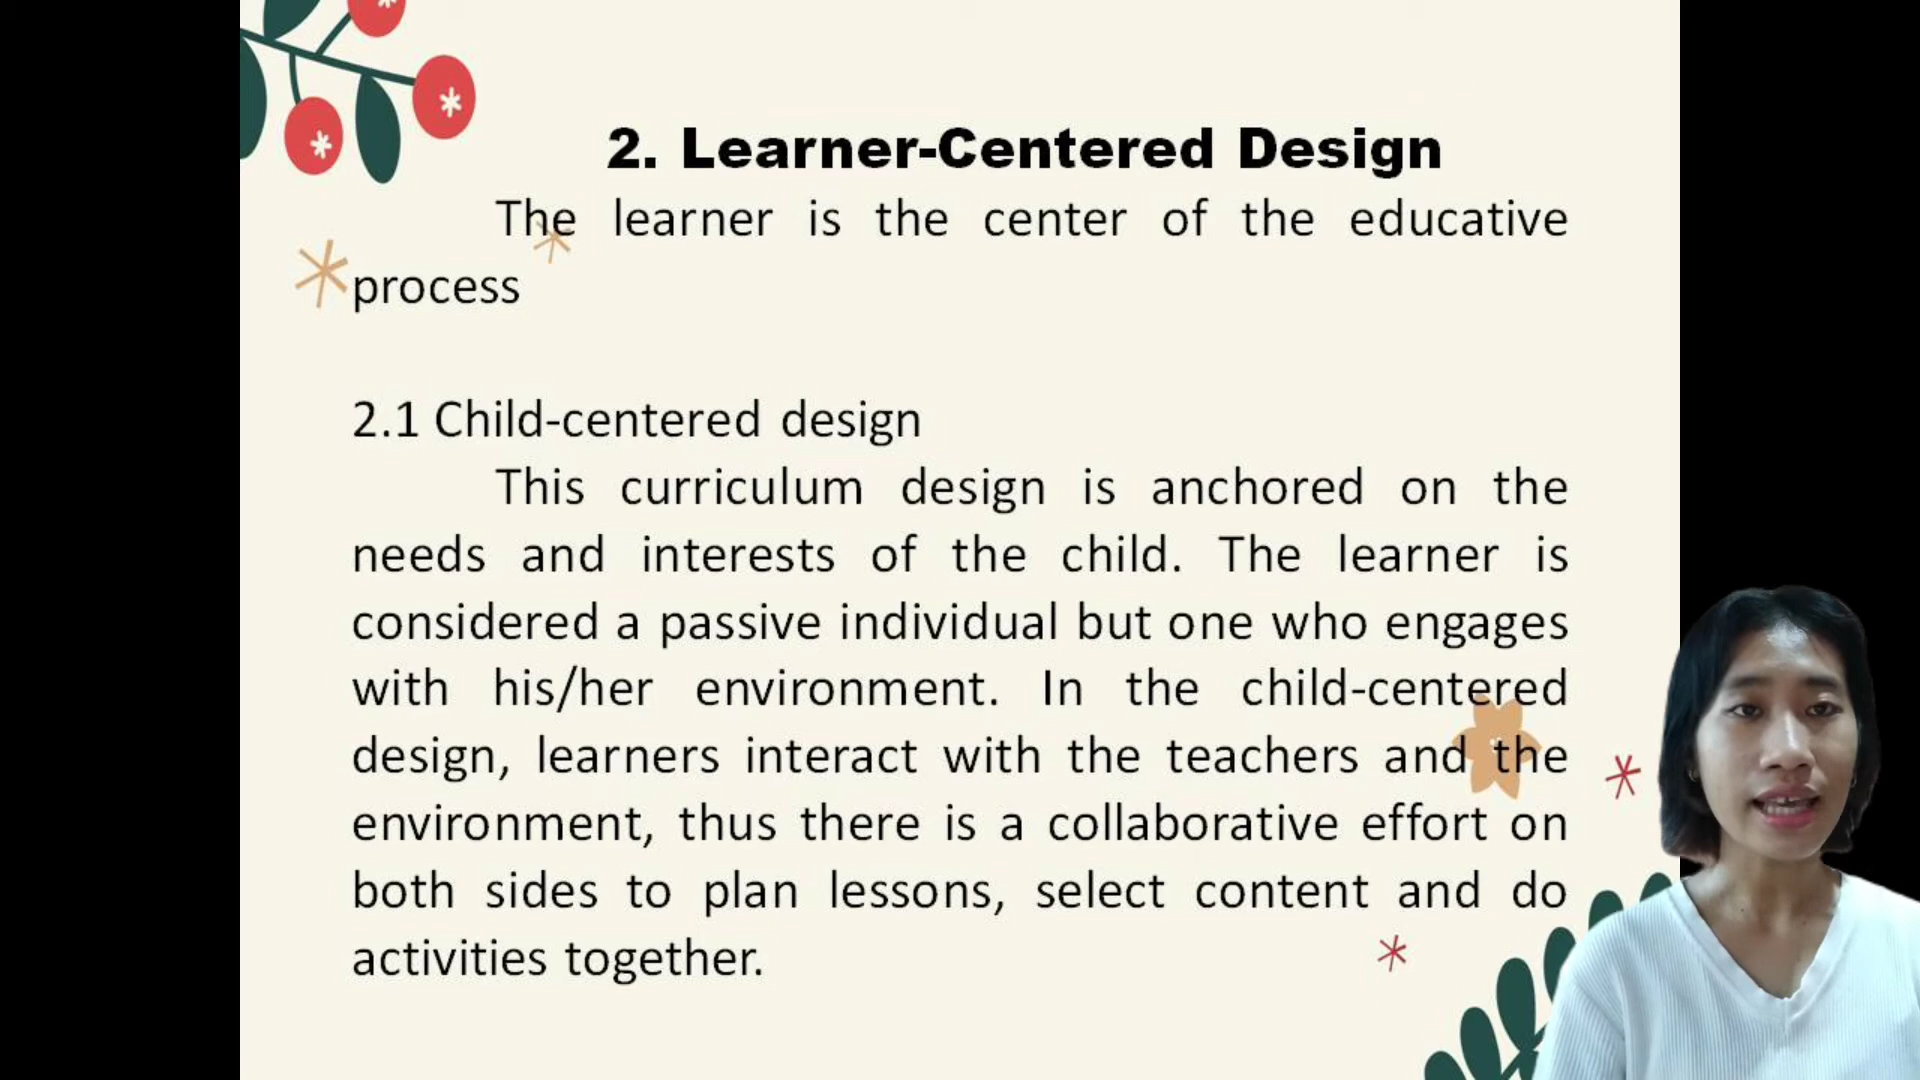 2. Learner-Centered Design
The learner is the center of the educative
process
2.1 Child-centered design
This curriculum design is anchored on the
needs and interests of the child. The learner is
considered a passive individual but one who engages
with his/her environment. In the child-centered
design, learners interact with the teachers and the
environment, thus there is a collaborative effort on
both sides to plan lessons, select content and do
activities together.